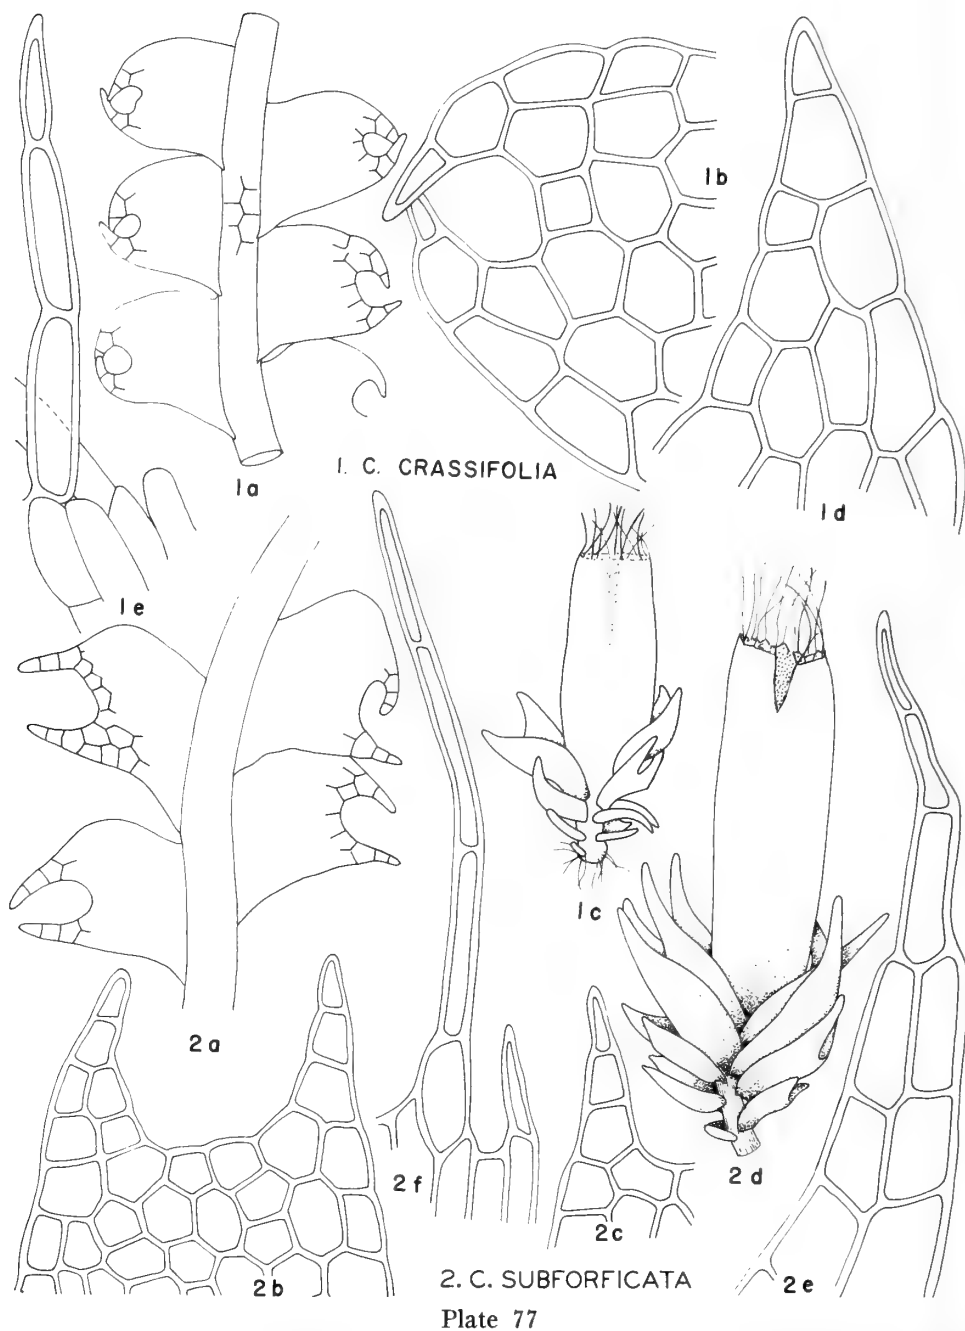 1b
1. C. CRASSIFOLIA
1a
1d
1e
1c
2a
2f
2d
2c
2b
2. C. SUBFORFICATA
2e
Plate 77